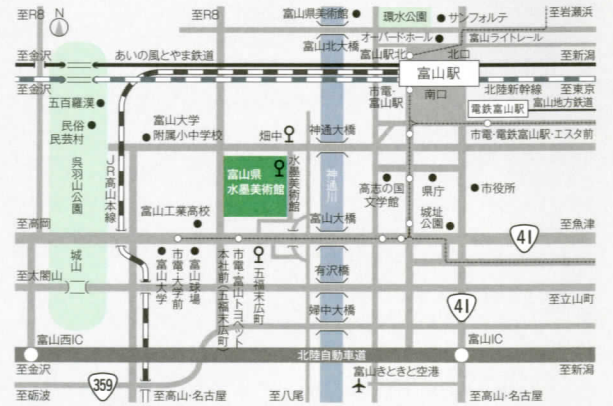 至R8
N
至R8
富山県美術館
環水公園
サンフォルテ
至岩瀬浜
オーバードホール
富山ライトレール
富山北大橋
至金沢
あいの風とやま鉄道
富山駅北
北口
至新潟
富山駅
至金沢
北陸新幹線
至東京
五百羅漢
市電・富山駅
南口
電鉄富山駅
富山地方鉄道
民俗民芸村
富山大学附属小中学校
畑中
神通大橋
市電・電鉄富山駅・エスタ前
呉羽山公園
JR高山本線
富山県水墨美術館
水墨美術館
神通川
高志の国文学館
県庁
市役所
富山工業高校
城址公園
至高岡
富山大橋
至魚津
41
城山
富山大学
市電・大学前
富山球場
市電・富山トヨペット本社前(五福末広町)
五福末広町
有沢橋
至太閤山
婦中大橋
41
至立山町
富山西IC
北陸自動車道
富山IC
至金沢
富山きときと空港
至新潟
359
至砺波
至高山・名古屋
至八尾
至高山・名古屋